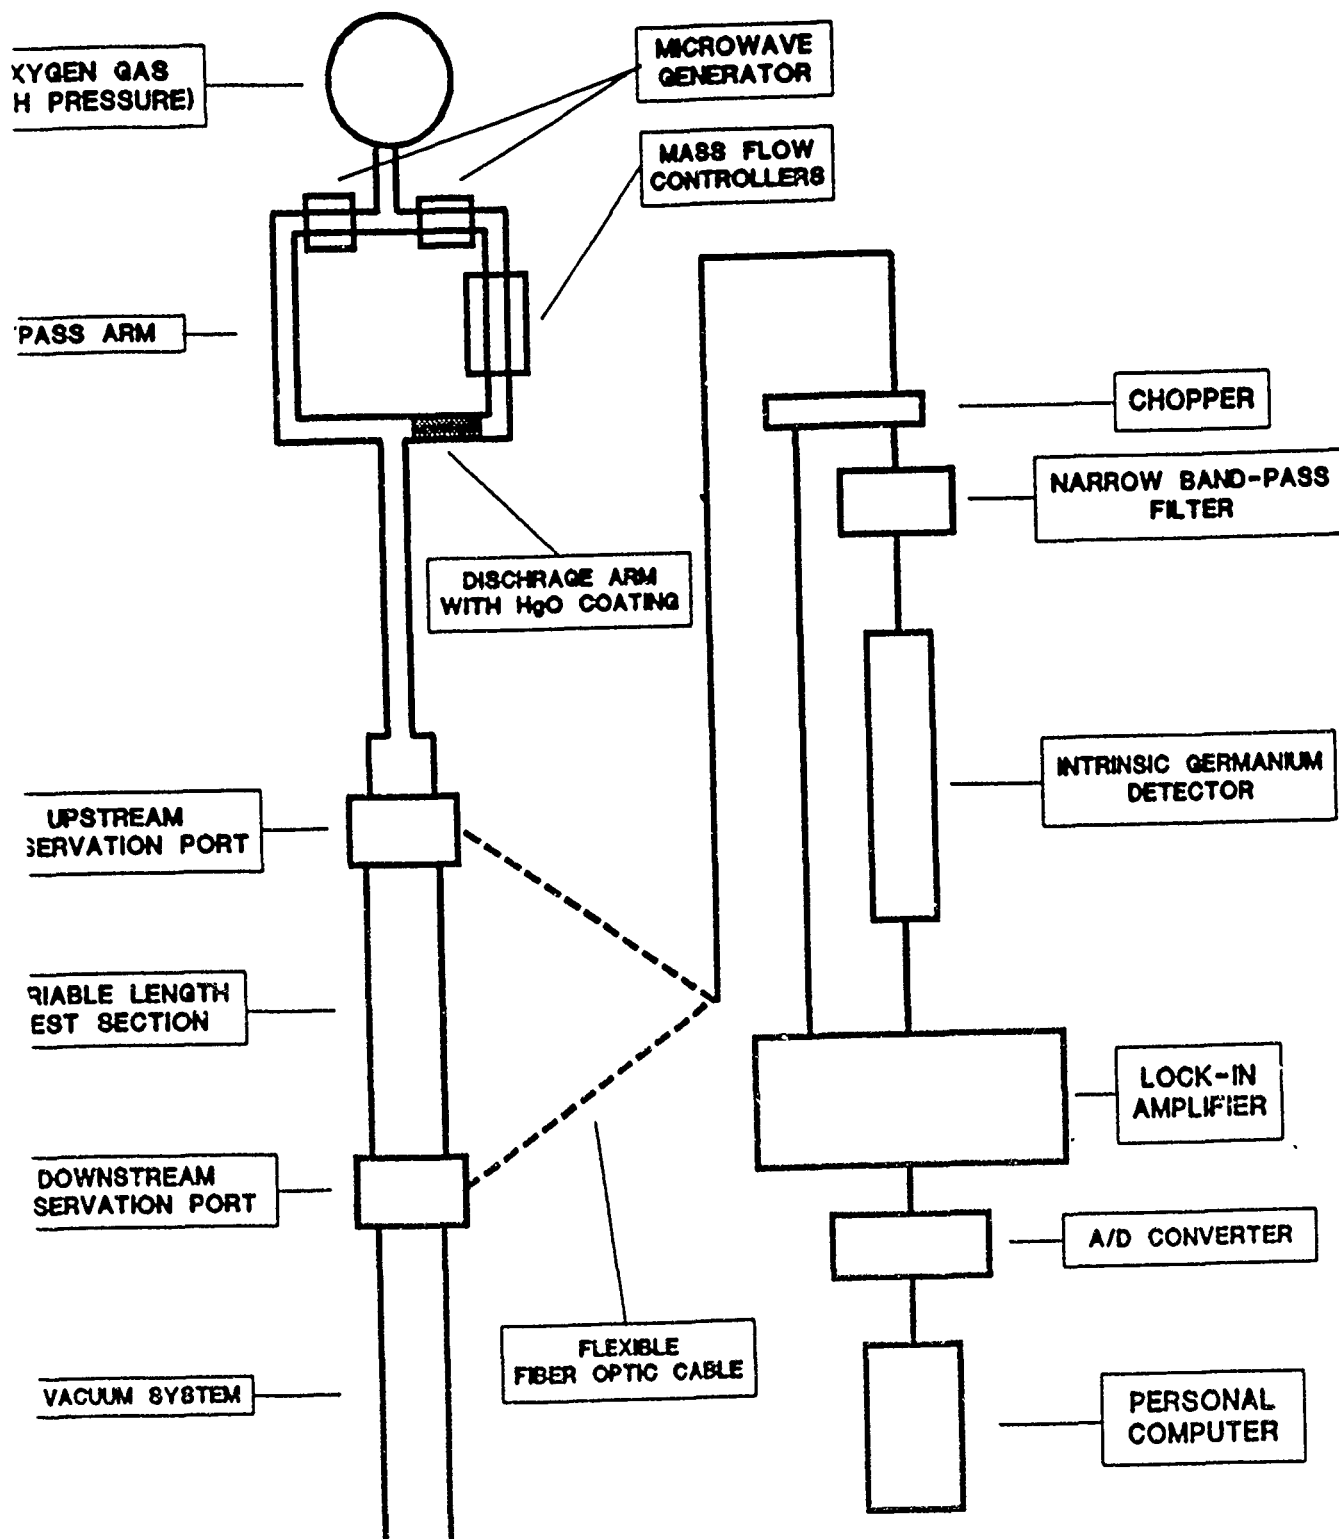 XYGEN GAS
H PRESSURE)
MICROWAVE
GENERATOR
MASS FLOW
CONTROLLERS
PASS ARM
CHOPPER
NARROW BAND-PASS
FILTER
DISCHRAGE ARM
WITH HgO COATING
INTRINSIC GERMANIUM
DETECTOR
UPSTREAM
SERVATION PORT
RIABLE LENGTH
EST SECTION
LOCK-IN
AMPLIFIER
DOWNSTREAM
SERVATION PORT
A/D CONVERTER
FLEXIBLE
FIBER OPTIC CABLE
VACUUM SYSTEM
PERSONAL
COMPUTER